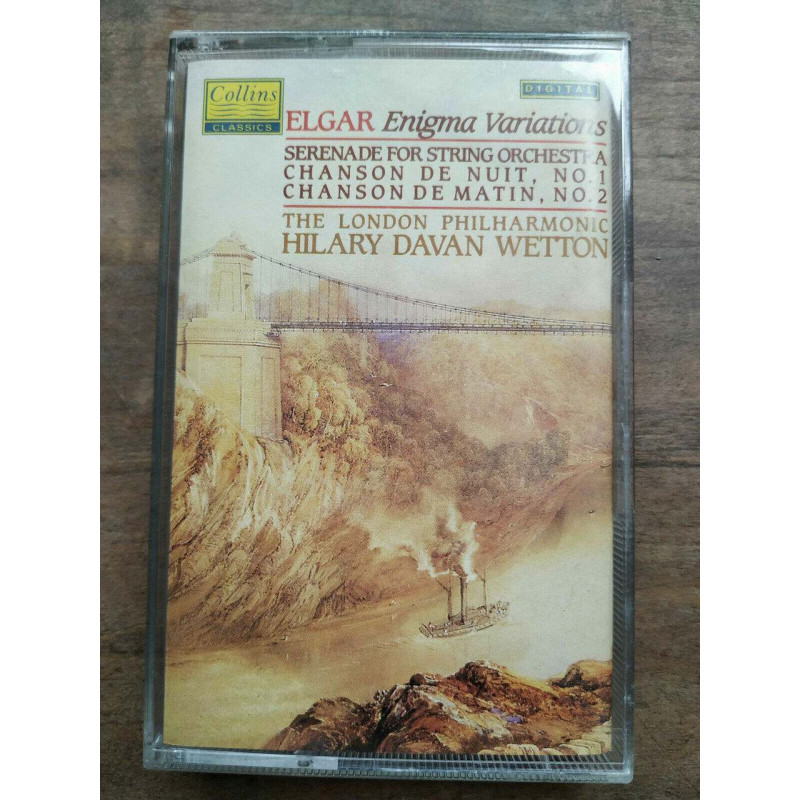 Collins
CLASSICS
DIGITAL
ELGAR Enigma Variations
SERENADE FOR STRING ORCHESTRA
CHANSON DE NUIT, NO.1
CHANSON DE MATIN, NO.2
THE LONDON PHILHARMONIC
HILARY DAVAN WETTON